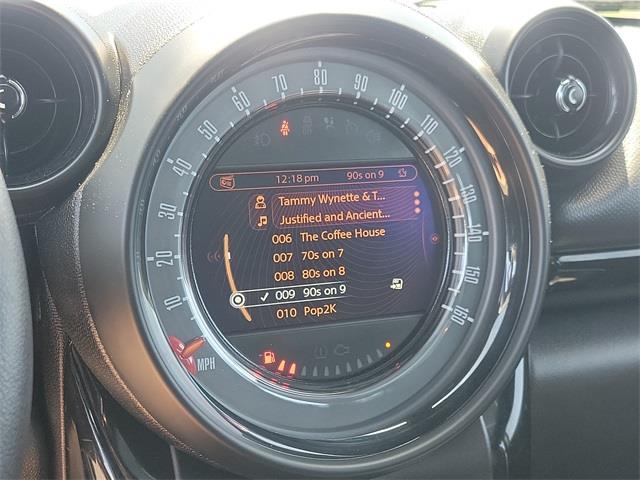 10
20
30
40
50
60
70
80
90
100
110
120
130
140
150
160
MPH
12:18 pm 90s on 9
Tammy Wynette & T...
Justified and Ancient...
006 The Coffee House
007 70s on 7
008 80s on 8
009 90s on 9
010 Pop2K